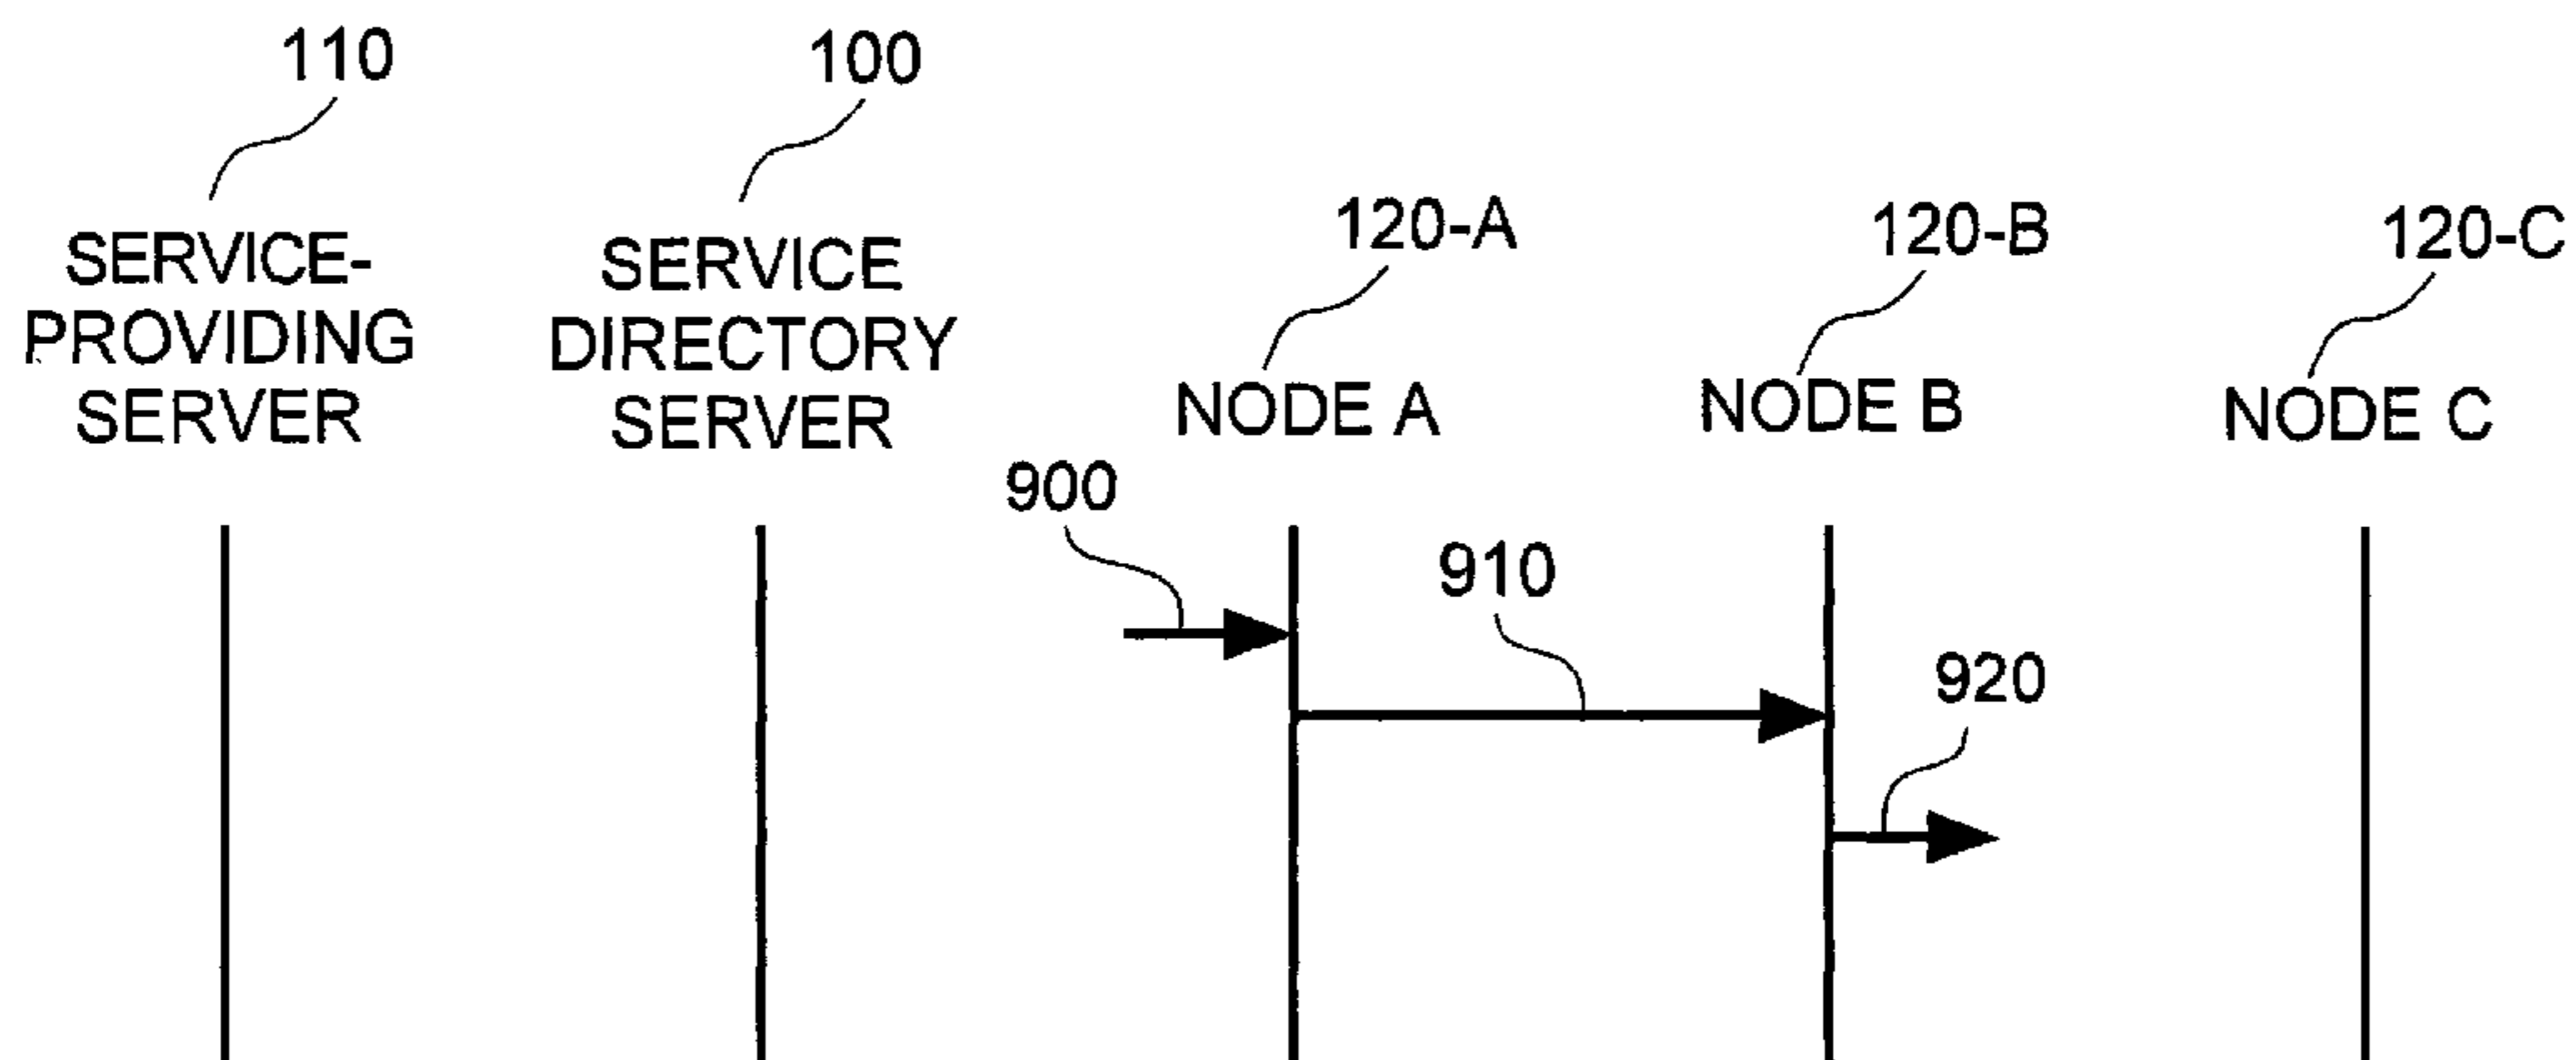 110
100
120-A
120-B
120-C
SERVICE-
PROVIDING
SERVER
SERVICE
DIRECTORY
SERVER
NODE A
NODE B
NODE C
900
910
920